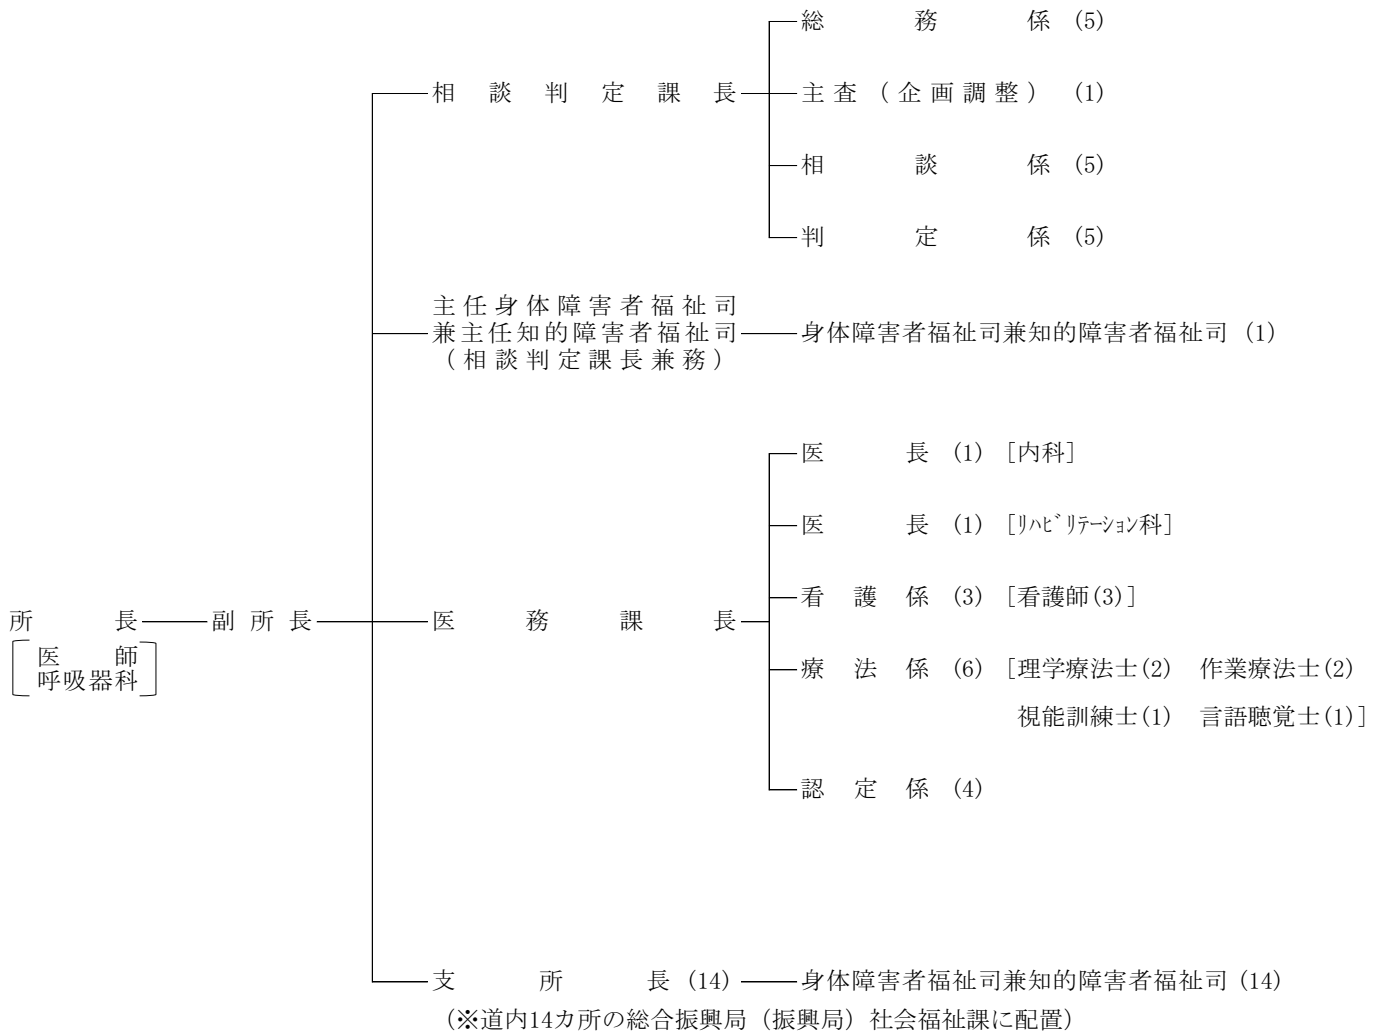 総務係 (5)
相談判定課長 主査(企画調整) (1)
相談係 (5)
判定係 (5)
主任身体障害者福祉司
兼主任知的障害者福祉司 身体障害者福祉司兼知的障害者福祉司 (1)
(相談判定課長兼務)
医長 (1) [内科]
医長 (1) [ﾘﾊﾋﾞﾘﾃｰｼｮﾝ科]
看護係 (3) [看護師(3)]
所長 副所長 医務課長
医師
呼吸器科
療法係 (6) [理学療法士(2) 作業療法士(2)
視能訓練士(1) 言語聴覚士(1)]
認定係 (4)
支所長 (14) 身体障害者福祉司兼知的障害者福祉司 (14)
(※道内14カ所の総合振興局(振興局)社会福祉課に配置)